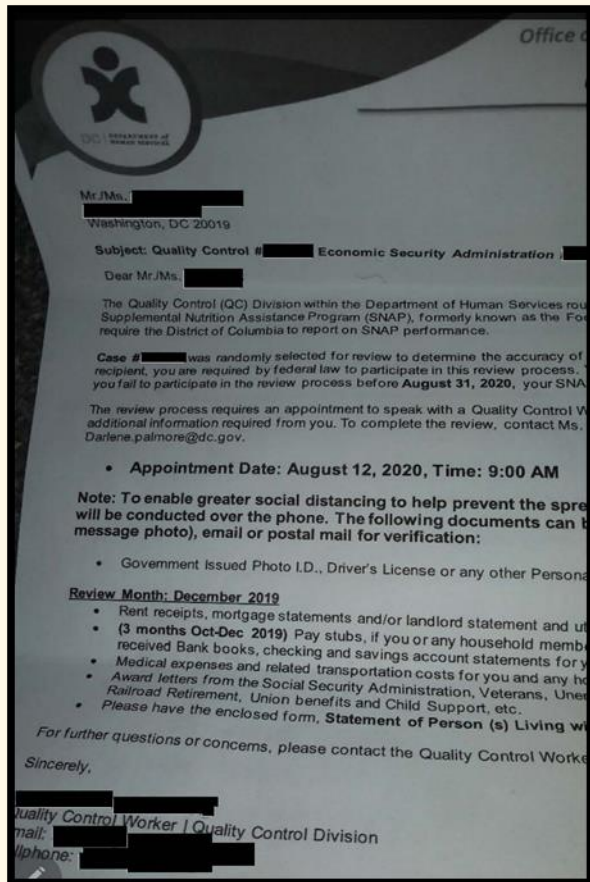 Office
DC | DEPARTMENT of
HUMAN SERVICES
Mr./Ms.
Washington, DC 20019
Subject: Quality Control # Economic Security Administration
Dear Mr./Ms.
The Quality Control (QC) Division within the Department of Human Services rou
Supplemental Nutrition Assistance Program (SNAP), formerly known as the Foo
require the District of Columbia to report on SNAP performance.
Case # was randomly selected for review to determine the accuracy of
recipient, you are required by federal law to participate in this review process.
you fail to participate in the review process before August 31, 2020, your SNA
The review process requires an appointment to speak with a Quality Control W
additional information required from you. To complete the review, contact Ms.
Darlene.palmore@dc.gov.
• Appointment Date: August 12, 2020, Time: 9:00 AM
Note: To enable greater social distancing to help prevent the spre
will be conducted over the phone. The following documents can b
message photo), email or postal mail for verification:
• Government Issued Photo I.D., Driver's License or any other Persona
Review Month: December 2019
• Rent receipts, mortgage statements and/or landlord statement and ut
• (3 months Oct-Dec 2019) Pay stubs, if you or any household membe
received Bank books, checking and savings account statements for y
• Medical expenses and related transportation costs for you and any ho
• Award letters from the Social Security Administration, Veterans, Une
Railroad Retirement, Union benefits and Child Support, etc.
• Please have the enclosed form, Statement of Person (s) Living wi
For further questions or concerns, please contact the Quality Control Worke
Sincerely,
Quality Control Worker | Quality Control Division
mail:
llphone: